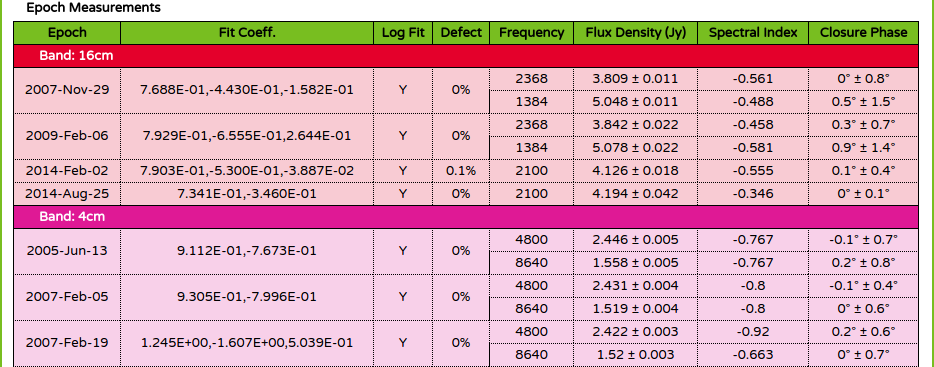 Epoch Measurements
Epoch Fit Coeff. Log Fit Defect Frequency Flux Density (Jy) Spectral Index Closure Phase
Band: 16cm
2007-Nov-29 7.688E-01,-4.430E-01,-1.582E-01 Y 0% 2368 3.809 ± 0.011 -0.561 0° ± 0.8°
1384 5.048 ± 0.011 -0.488 0.5° ± 1.5°
2009-Feb-06 7.929E-01,-6.555E-01,2.644E-01 Y 0% 2368 3.842 ± 0.022 -0.458 0.3° ± 0.7°
1384 5.078 ± 0.022 -0.581 0.9° ± 1.4°
2014-Feb-02 7.903E-01,-5.300E-01,-3.887E-02 Y 0.1% 2100 4.126 ± 0.018 -0.555 0.1° ± 0.4°
2014-Aug-25 7.341E-01,-3.460E-01 Y 0% 2100 4.194 ± 0.042 -0.346 0° ± 0.1°
Band: 4cm
2005-Jun-13 9.112E-01,-7.673E-01 Y 0% 4800 2.446 ± 0.005 -0.767 -0.1° ± 0.7°
8640 1.558 ± 0.005 -0.767 0.2° ± 0.8°
2007-Feb-05 9.305E-01,-7.996E-01 Y 0% 4800 2.431 ± 0.004 -0.8 -0.1° ± 0.4°
8640 1.519 ± 0.004 -0.8 0° ± 0.6°
2007-Feb-19 1.245E+00,-1.607E+00,5.039E-01 Y 0% 4800 2.422 ± 0.003 -0.92 0.2° ± 0.6°
8640 1.52 ± 0.003 -0.663 0° ± 0.7°